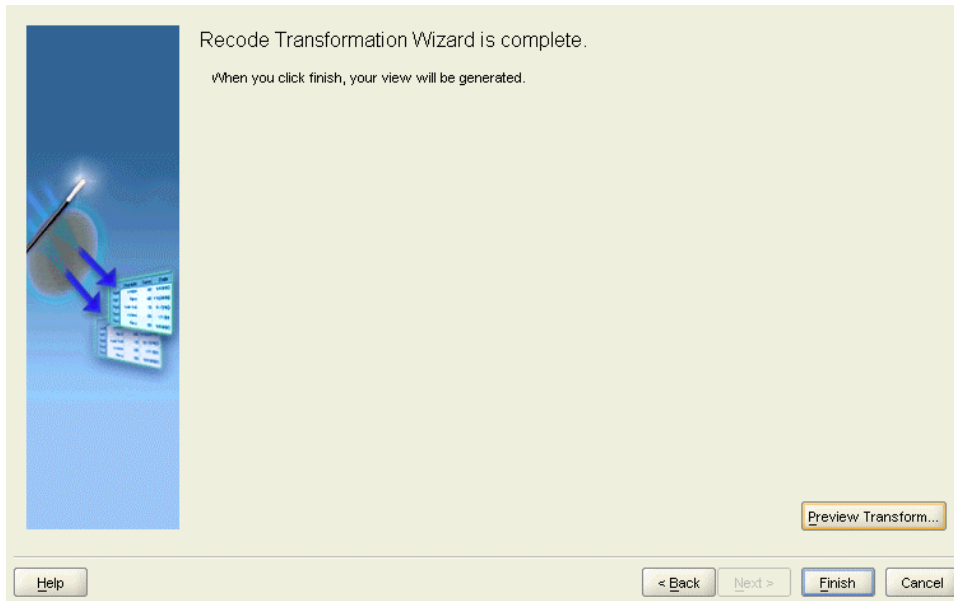 Recode Transformation Wizard is complete.
When you click finish, your view will be generated.
Preview Transform...
Help
< Back
Next >
Finish
Cancel